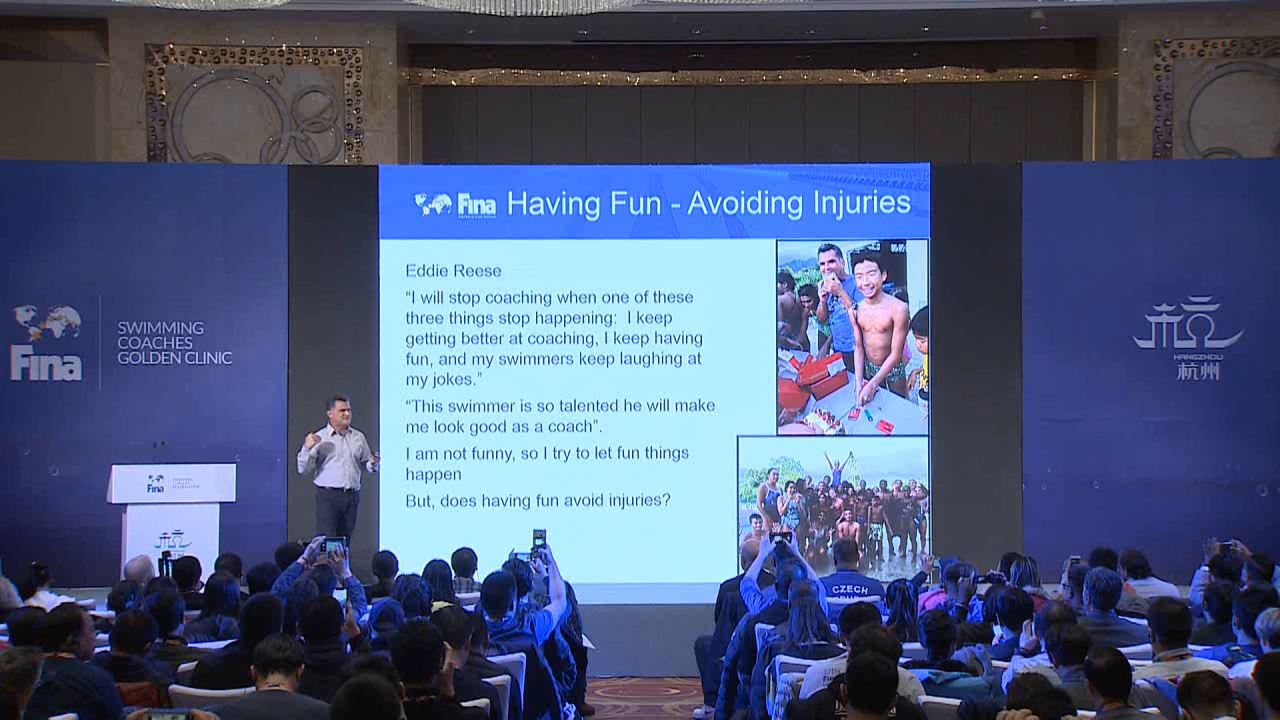 Fina Having Fun - Avoiding Injuries
Eddie Reese
“I will stop coaching when one of these
three things stop happening:  I keep
getting better at coaching, I keep having
fun, and my swimmers keep laughing at
my jokes.”
“This swimmer is so talented he will make
me look good as a coach”.
I am not funny, so I try to let fun things
happen
But, does having fun avoid injuries?
Fina
SWIMMING
COACHES
GOLDEN CLINIC
HANGZHOU
杭州
Fina
CZECH